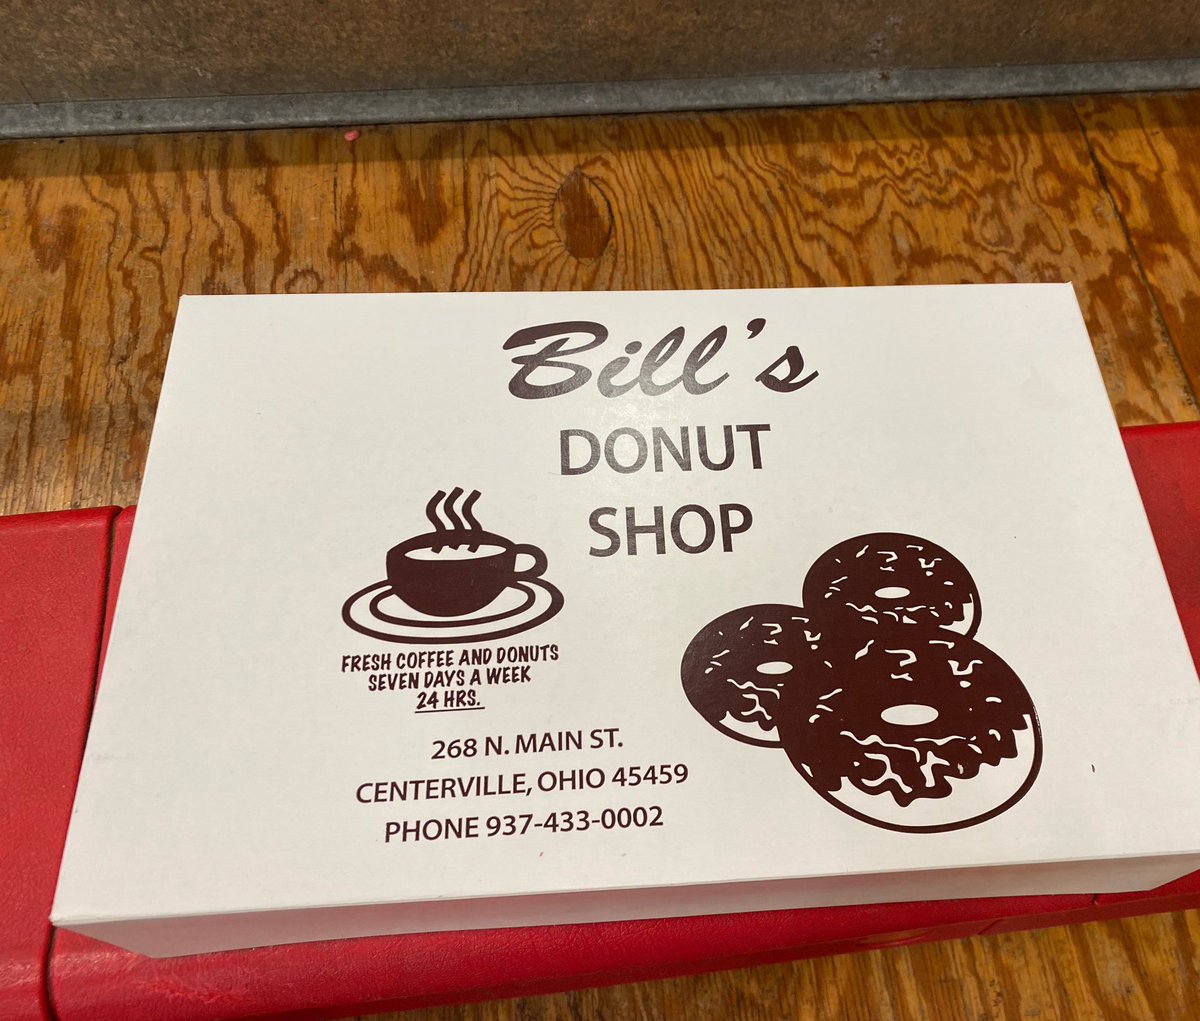 Bill's
DONUT
SHOP
FRESH COFFEE AND DONUTS
SEVEN DAYS A WEEK
24 HRS.
268 N. MAIN ST.
CENTERVILLE, OHIO 45459
PHONE 937-433-0002